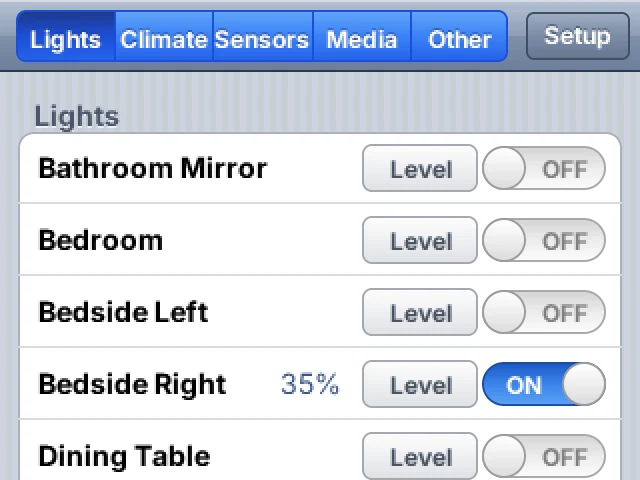 Lights Climate Sensors Media Other Setup
Lights
Bathroom Mirror Level OFF
Bedroom Level OFF
Bedside Left Level OFF
Bedside Right 35% Level ON
Dining Table Level OFF